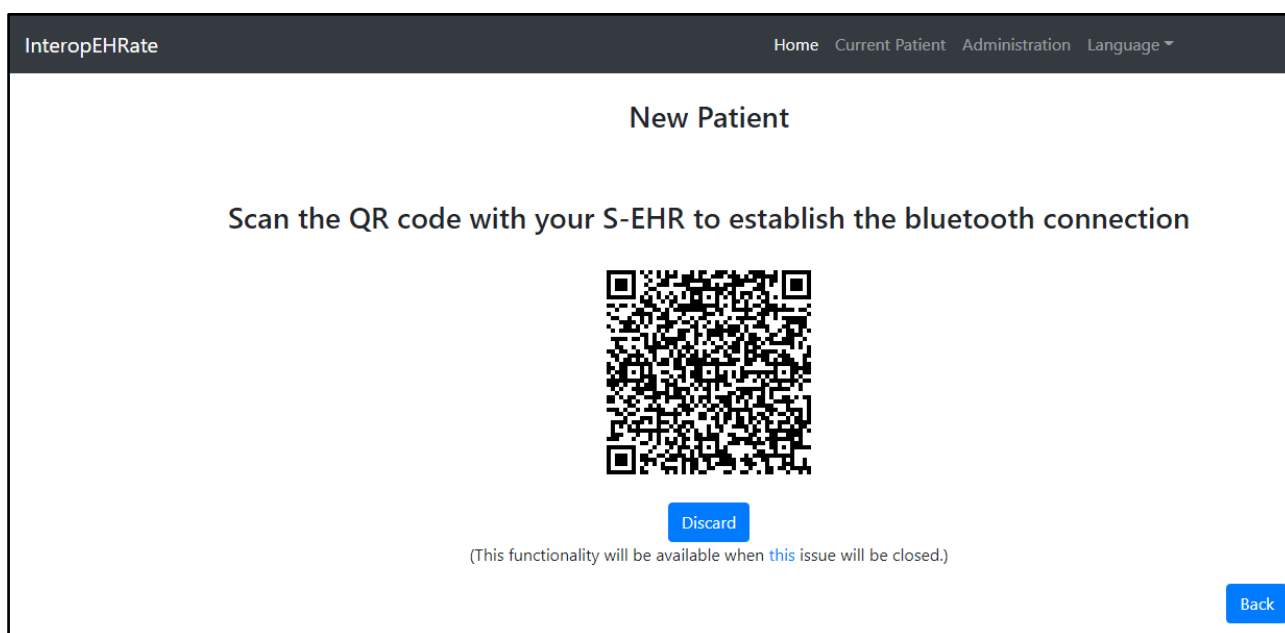 InteropEHRate Home Current Patient Administration Language
New Patient
Scan the QR code with your S-EHR to establish the bluetooth connection
Discard
(This functionality will be available when this issue will be closed.)
Back